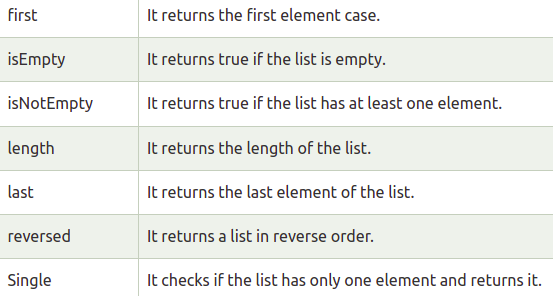 first It returns the first element case.
isEmpty It returns true if the list is empty.
isNotEmpty It returns true if the list has at least one element.
length It returns the length of the list.
last It returns the last element of the list.
reversed It returns a list in reverse order.
Single It checks if the list has only one element and returns it.